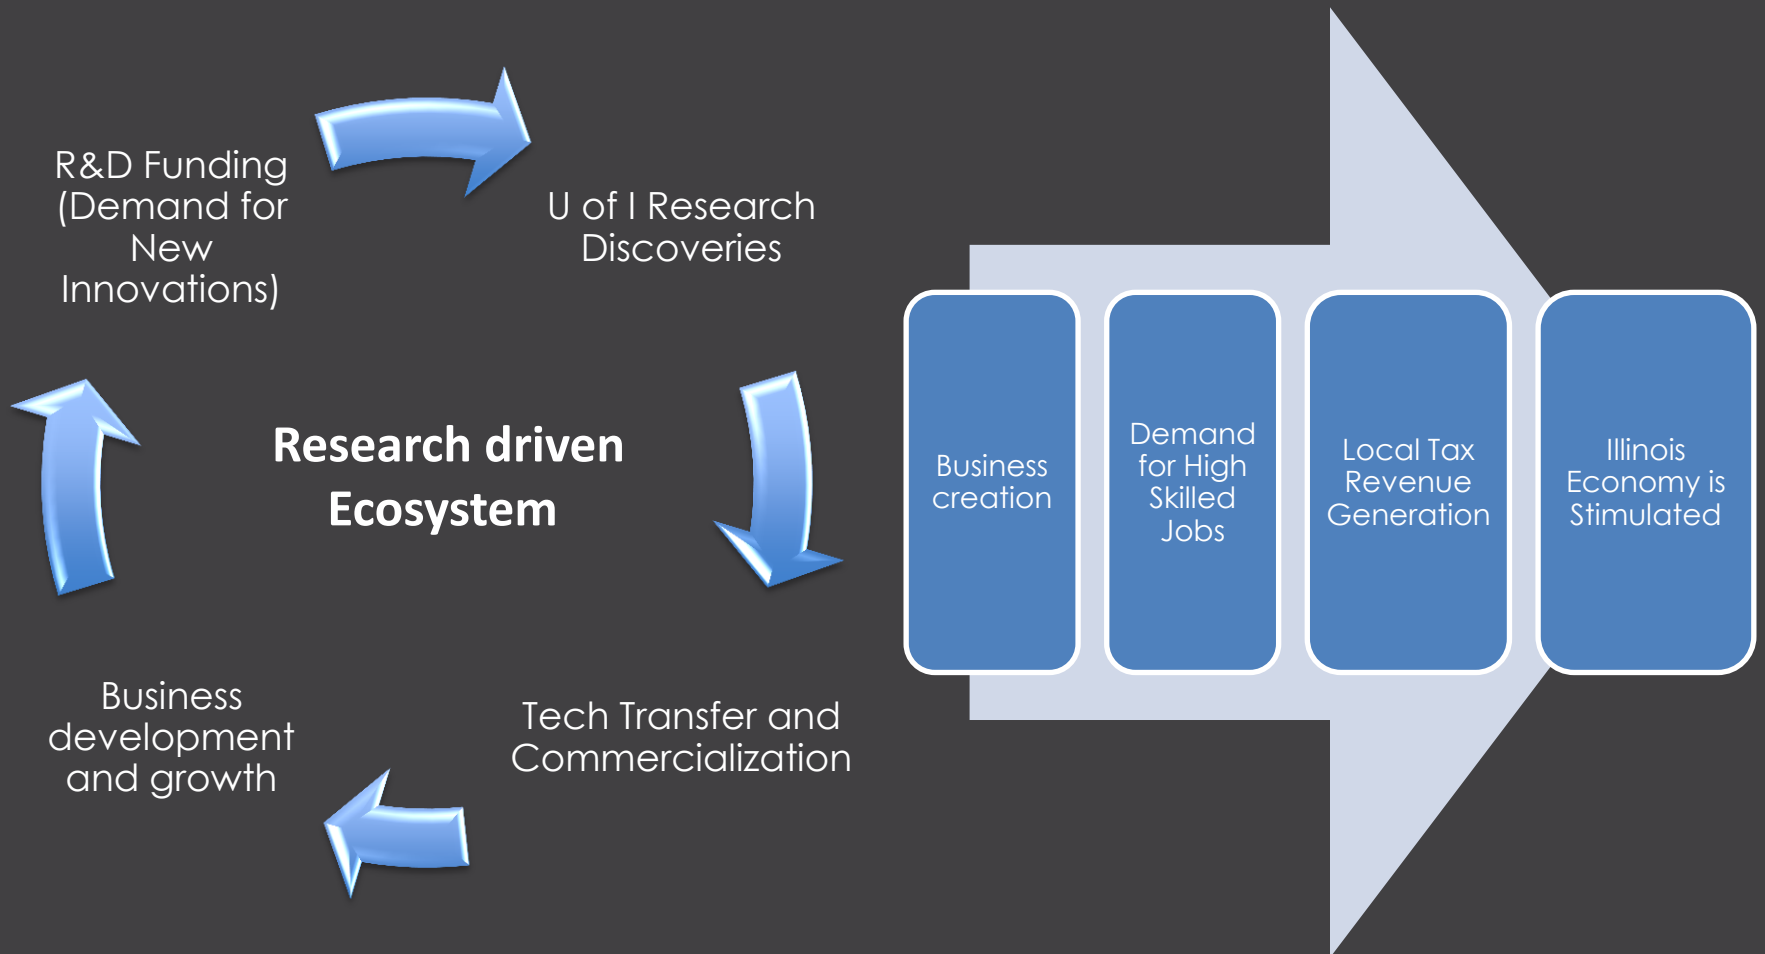 R&D Funding
(Demand for
New
Innovations)
U of I Research
Discoveries
Research driven
Ecosystem
Business
development
and growth
Tech Transfer and
Commercialization
Business
creation
Demand
for High
Skilled
Jobs
Local Tax
Revenue
Generation
Illinois
Economy is
Stimulated